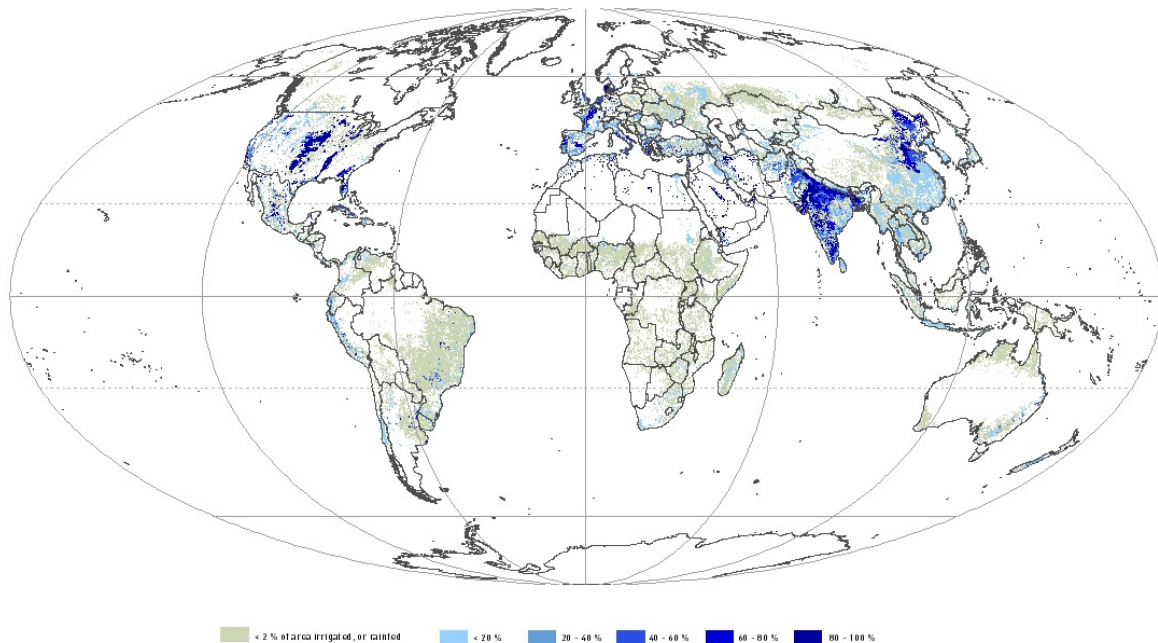 < 2 % of area irrigated, or rainfed
< 20 %
20 - 40 %
40 - 60 %
60 - 80 %
80 - 100 %